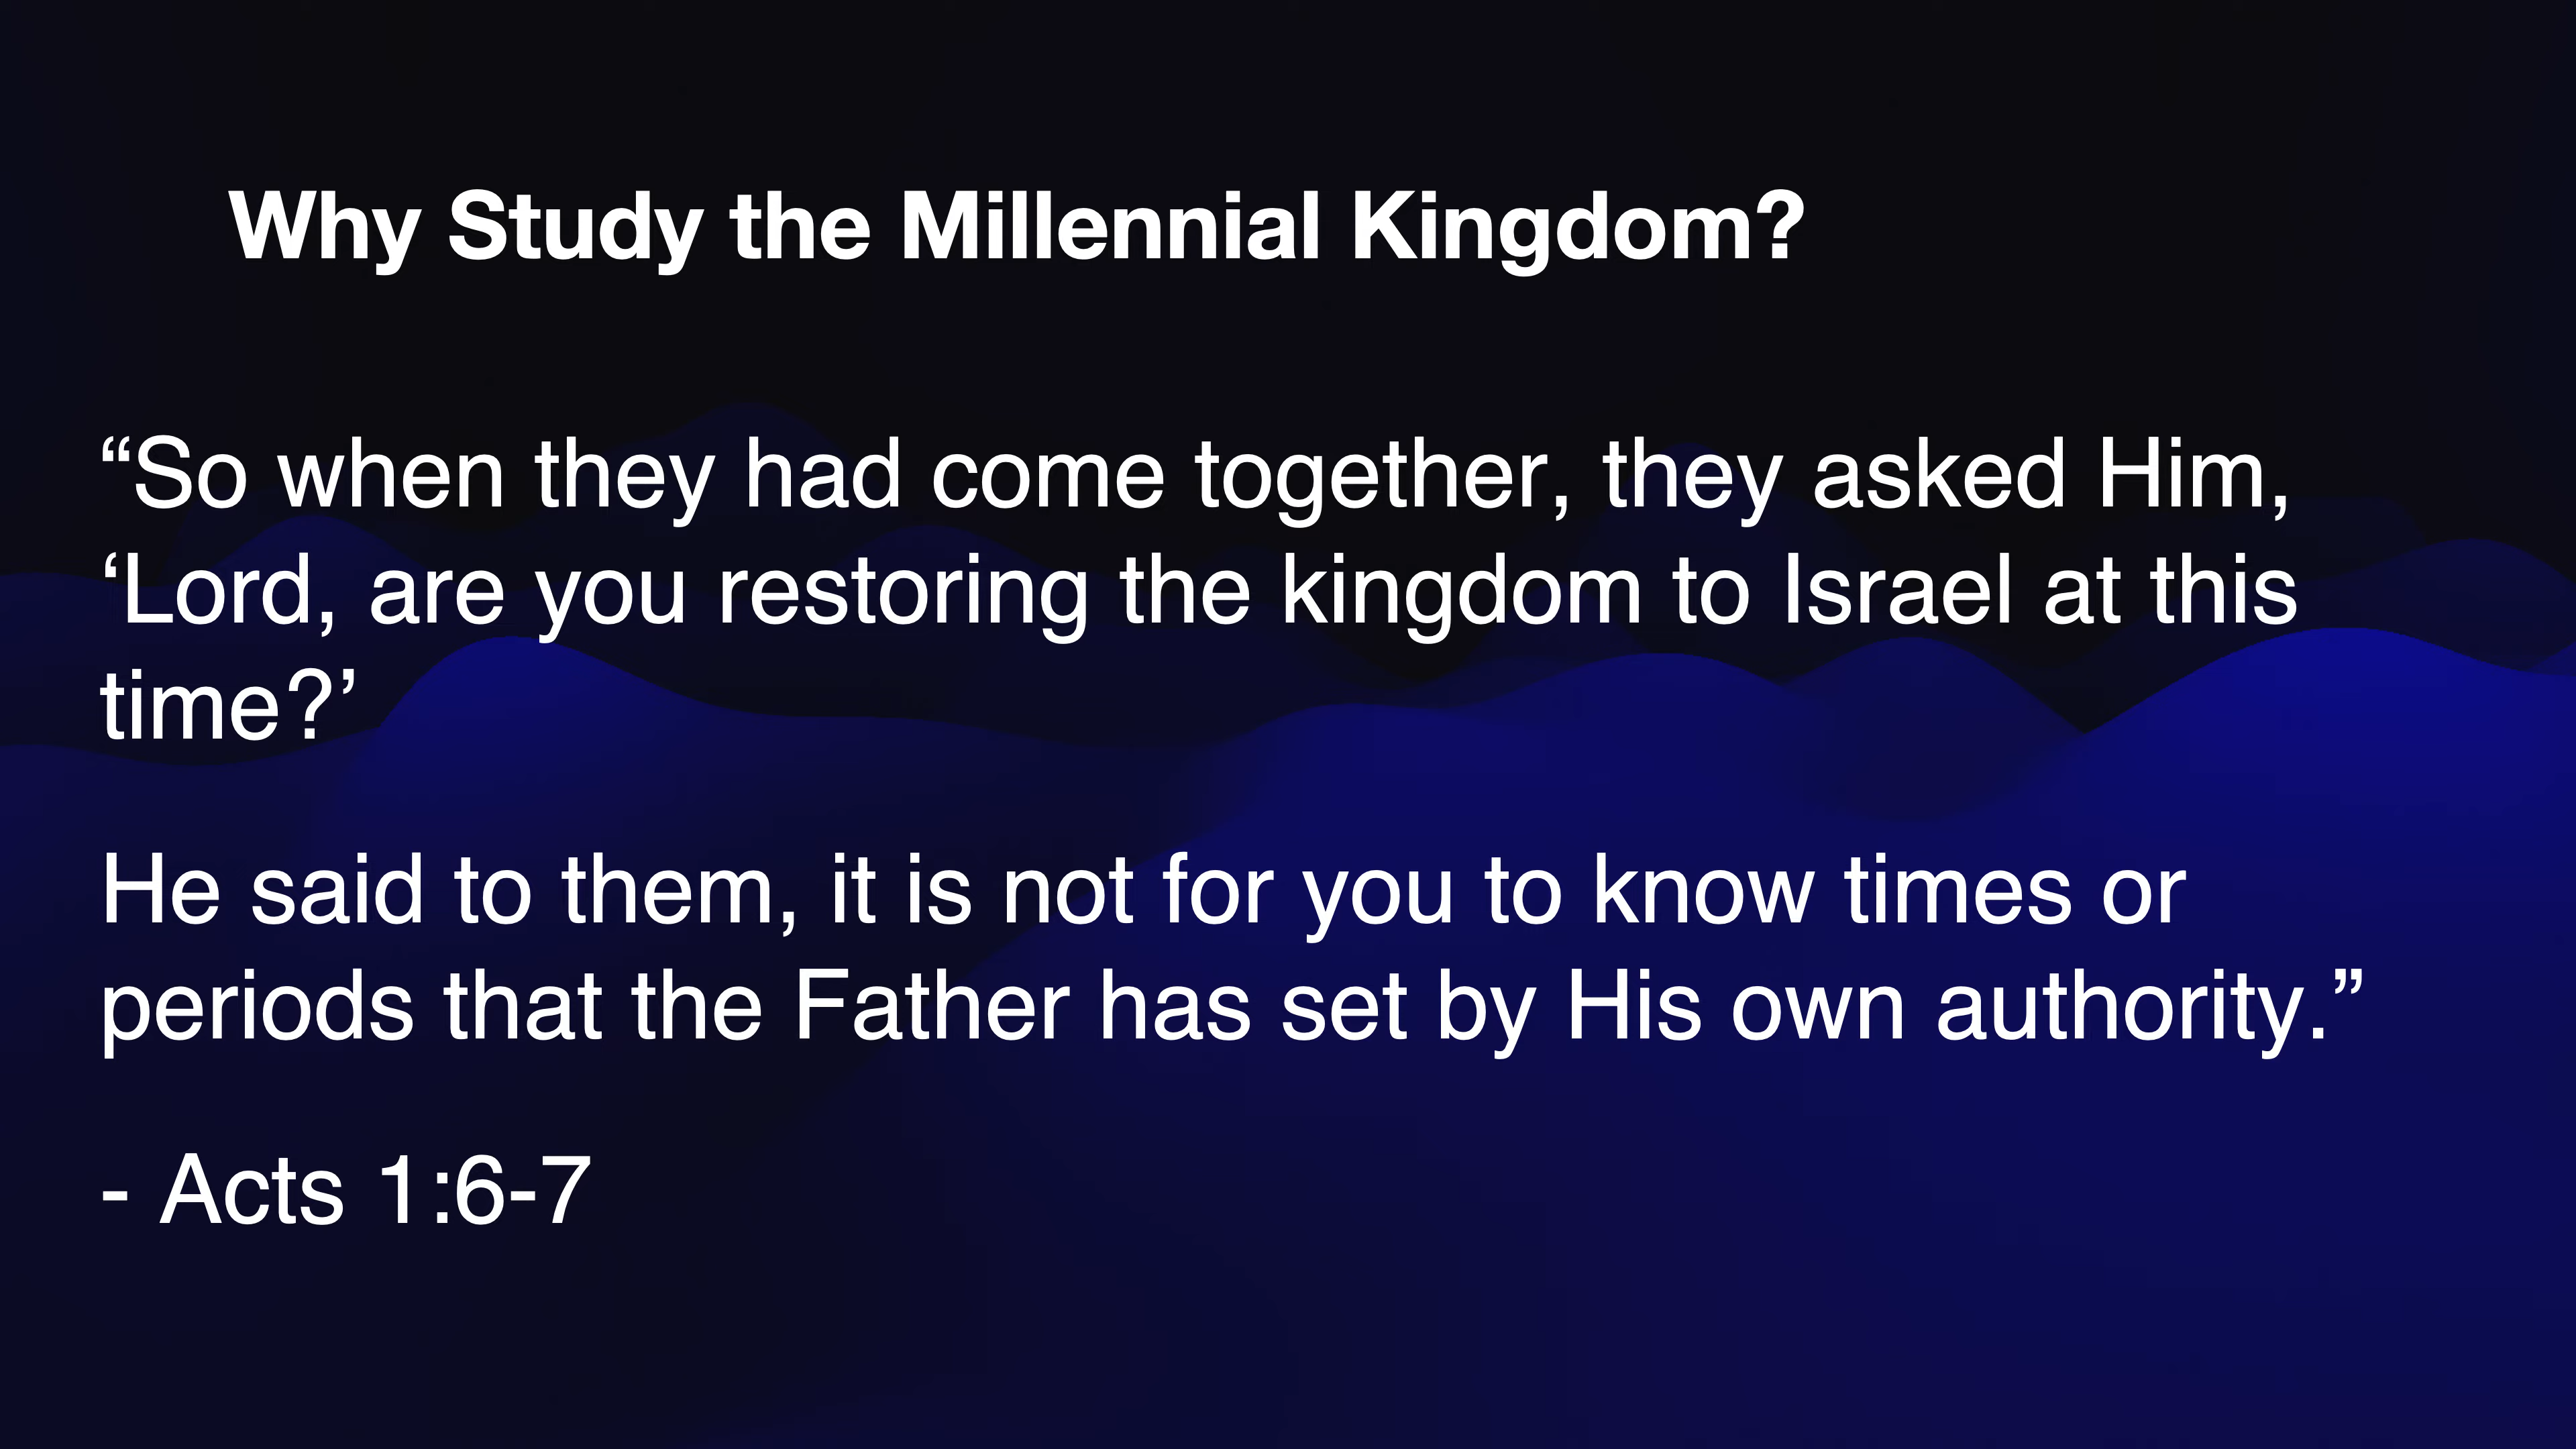 Why Study the Millennial Kingdom?
“So when they had come together, they asked Him,
‘Lord, are you restoring the kingdom to Israel at this
time?’
He said to them, it is not for you to know times or
periods that the Father has set by His own authority.”
- Acts 1:6-7